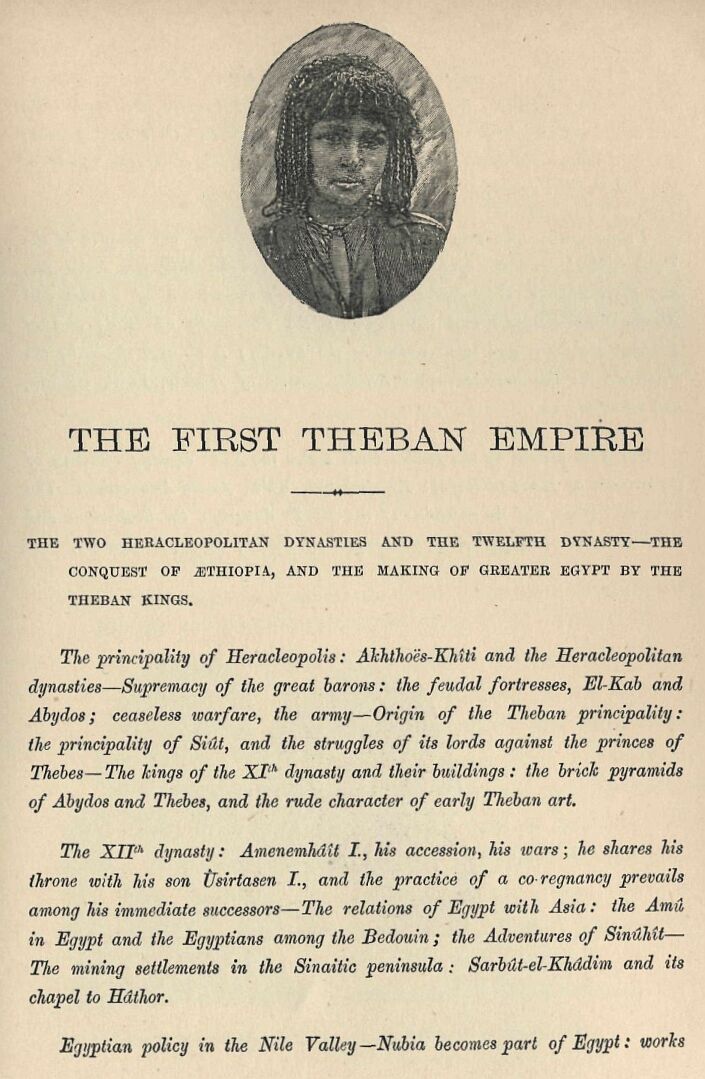 THE FIRST THEBAN EMPIRE
THE TWO HERACLEOPOLITAN DYNASTIES AND THE TWELFTH DYNASTY—THE
CONQUEST OF ÆTHIOPIA, AND THE MAKING OF GREATER EGYPT BY THE
THEBAN KINGS.
The principality of Heracleopolis: Akhthoës-Khîti and the Heracleopolitan
dynasties—Supremacy of the great barons: the feudal fortresses, El-Kab and
Abydos; ceaseless warfare, the army—Origin of the Theban principality:
the principality of Siût, and the struggles of its lords against the princes of
Thebes—The kings of the XIth dynasty and their buildings: the brick pyramids
of Abydos and Thebes, and the rude character of early Theban art.
The XIIth dynasty: Amenemhâît I., his accession, his wars; he shares his
throne with his son Ûsirtasen I., and the practice of a co-regnancy prevails
among his immediate successors—The relations of Egypt with Asia: the Amû
in Egypt and the Egyptians among the Bedouin; the Adventures of Sinûhît—
The mining settlements in the Sinaitic peninsula: Sarbût-el-Khâdim and its
chapel to Hâthor.
Egyptian policy in the Nile Valley—Nubia becomes part of Egypt: works